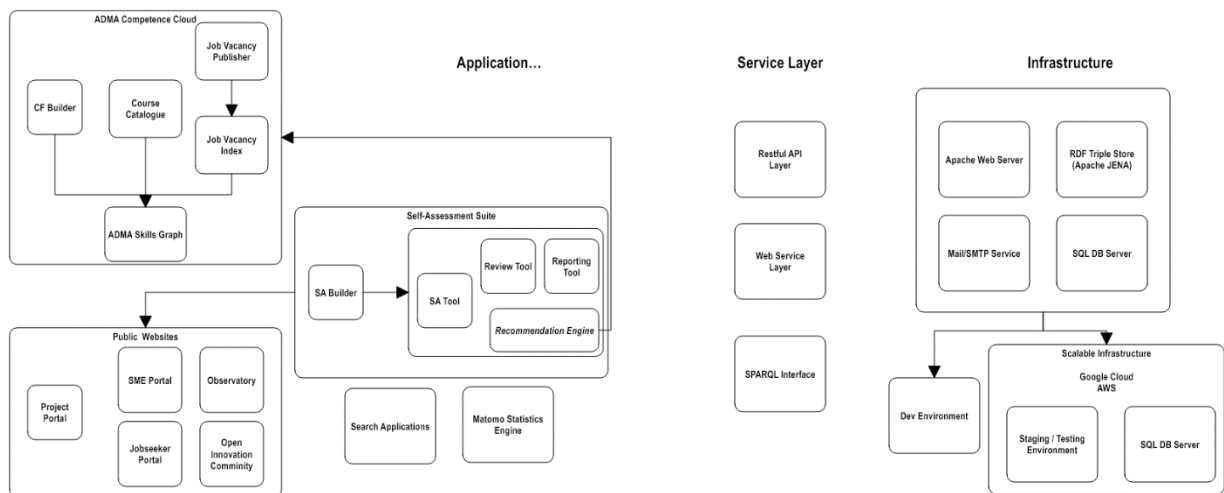 ADMA Competence Cloud
Job Vacancy
Publisher
CF Builder
Course
Catalogue
Job Vacancy
Index
ADMA Skills Graph
Application...
Service Layer
Infrastructure
Self-Assessment Suite
SA Builder
SA Tool
Review Tool
Reporting
Tool
Recommendation Engine
Public Websites
Project
Portal
SME Portal
Observatory
Jobseeker
Portal
Open
Innovation
Comminity
Search Applications
Matomo Statistics
Engine
Restful API
Layer
Web Service
Layer
SPARQL Interface
Apache Web Server
RDF Triple Store
(Apache JENA)
Mail/SMTP Service
SQL DB Server
Dev Environment
Scalable Infrastructure
Google Cloud
AWS
Staging / Testing
Environment
SQL DB Server